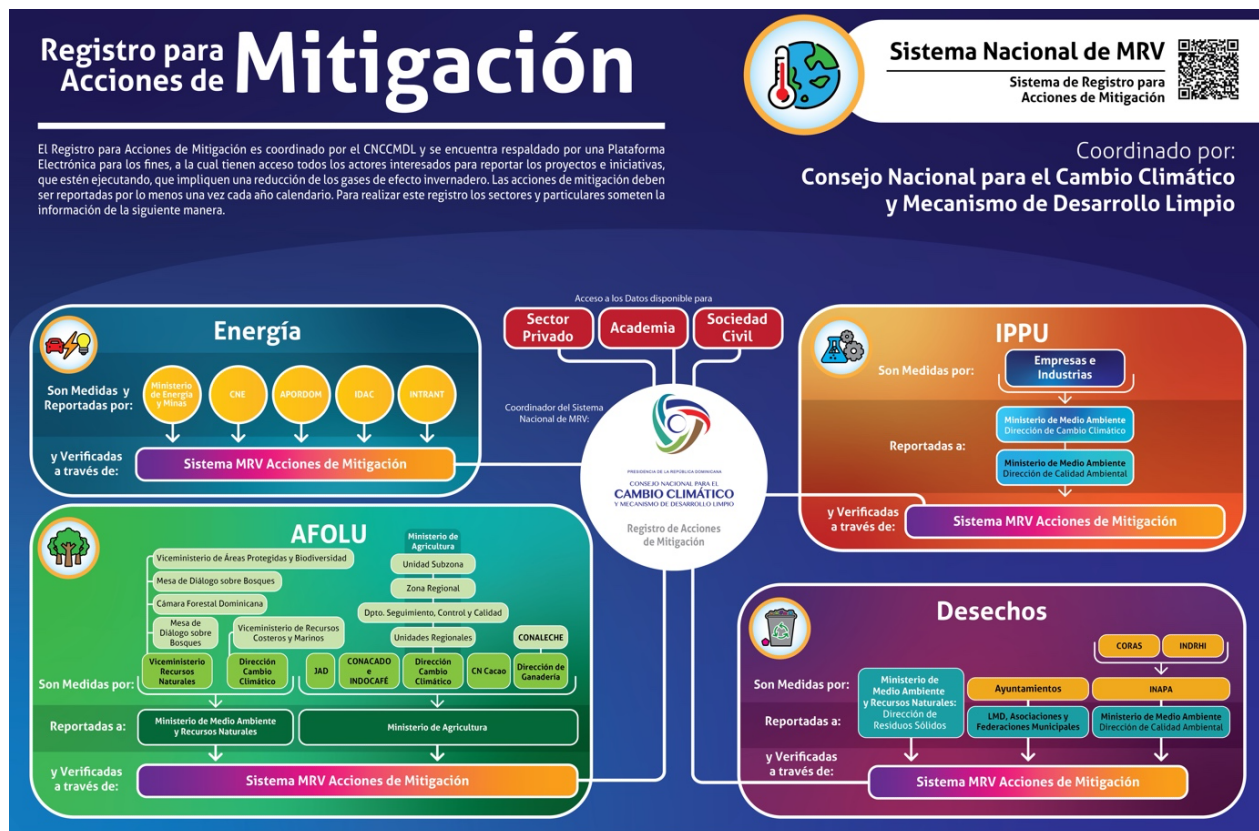 Registro para
Acciones de
Mitigación
El Registro para Acciones de Mitigación es coordinado por el CNCCMDL y se encuentra respaldado por una Plataforma
Electrónica para los fines, a la cual tienen acceso todos los actores interesados para reportar los proyectos e iniciativas,
que estén ejecutando, que impliquen una reducción de los gases de efecto invernadero. Las acciones de mitigación deben
ser reportadas por lo menos una vez cada año calendario. Para realizar este registro los sectores y particulares someten la
información de la siguiente manera.
Sistema Nacional de MRV
Sistema de Registro para
Acciones de Mitigación
Coordinado por:
Consejo Nacional para el Cambio Climático
y Mecanismo de Desarrollo Limpio
Acceso a los Datos disponible para
Sector
Privado
Academia
Sociedad
Civil
Coordinador del Sistema
Nacional de MRV:
PRESIDENCIA DE LA REPÚBLICA DOMINICANA
CONSEJO NACIONAL PARA EL
CAMBIO CLIMÁTICO
Y MECANISMO DE DESARROLLO LIMPIO
Registro de Acciones
de Mitigación
Energía
Son Medidas y
Reportadas por:
Ministerio
de Energía
y Minas
CNE
APORDOM
IDAC
INTRANT
y Verificadas
a través de:
Sistema MRV Acciones de Mitigación
IPPU
Son Medidas por:
Empresas e
Industrias
Reportadas a:
Ministerio de Medio Ambiente
Dirección de Cambio Climático
Ministerio de Medio Ambiente
Dirección de Calidad Ambiental
y Verificadas
a través de:
Sistema MRV Acciones de Mitigación
AFOLU
Viceministerio de Áreas Protegidas y Biodiversidad
Mesa de Diálogo sobre Bosques
Cámara Forestal Dominicana
Mesa de
Diálogo sobre
Bosques
Viceministerio de Recursos
Costeros y Marinos
Ministerio de
Agricultura
Unidad Subzona
Zona Regional
Dpto. Seguimiento, Control y Calidad
Unidades Regionales
CONALECHE
Son Medidas por:
Viceministerio
Recursos
Naturales
Dirección
Cambio
Climático
JAD
CONACADO
e
INDOCAFÉ
Dirección
Cambio
Climático
CN Cacao
Dirección de
Ganadería
Reportadas a:
Ministerio de Medio Ambiente
y Recursos Naturales
Ministerio de Agricultura
y Verificadas
a través de:
Sistema MRV Acciones de Mitigación
Desechos
CORAS
INDRHI
Son Medidas por:
Ministerio de
Medio Ambiente
y Recursos Naturales:
Dirección de
Residuos Sólidos
Ayuntamientos
INAPA
Reportadas a:
LMD, Asociaciones y
Federaciones Municipales
Ministerio de Medio Ambiente
Dirección de Calidad Ambiental
y Verificadas
a través de:
Sistema MRV Acciones de Mitigación